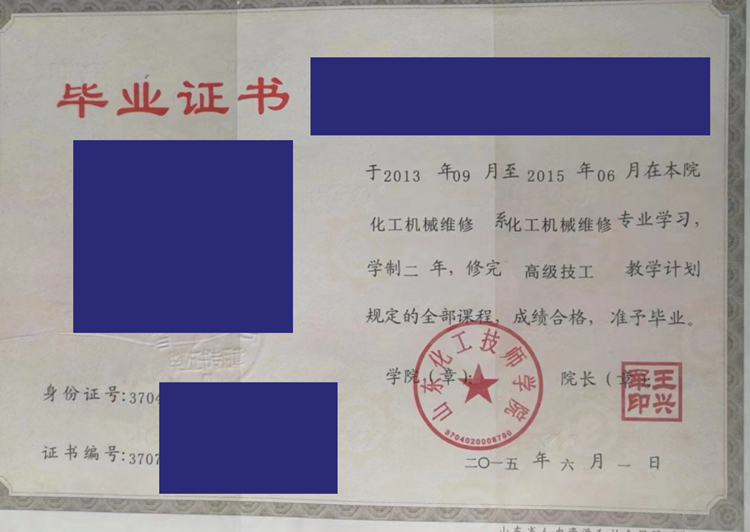 毕业证书
于2013 年09 月至 2015 年 06 月在本院
化工机械维修 系化工机械维修专业学习，
学制二 年，修完 高级技工 教学计划
规定的全部课程，成绩合格，准予毕业。
学院（章）： 院长（章）
山东化工技师学院
3704020008780
身份证号:3704
证书编号:3707
二〇一五 年 六 月 一 日